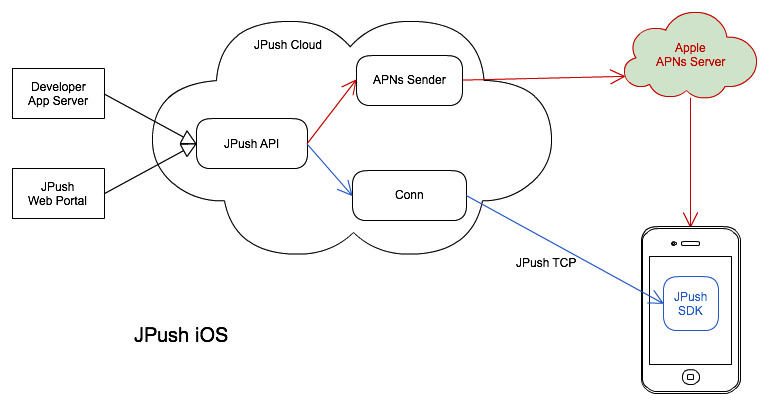 JPush Cloud
Apple
APNs Server
APNs Sender
Developer
App Server
JPush API
JPush
Web Portal
Conn
JPush TCP
JPush
SDK
JPush iOS